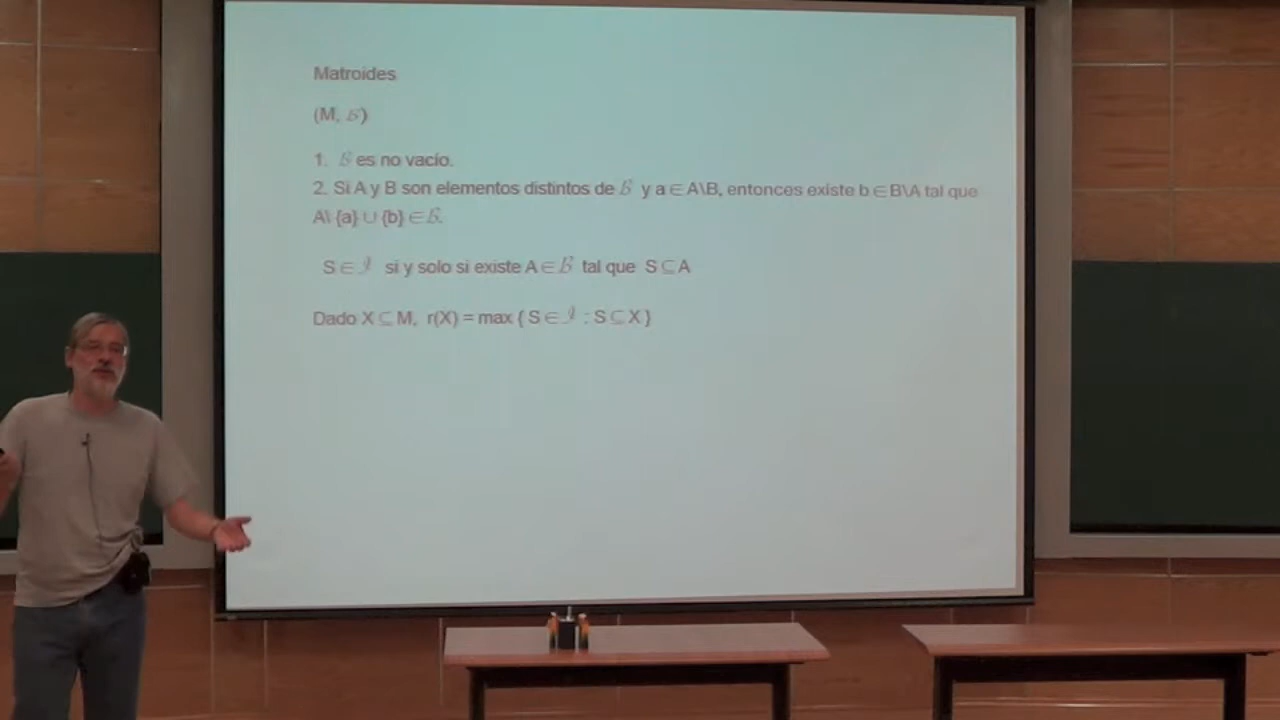 Matroides
(M, ℬ)
1. ℬ es no vacío.
2. Si A y B son elementos distintos de ℬ y a ∈ A\B, entonces existe b ∈ B\A tal que
A\ {a} ∪ {b} ∈ ℬ.
S ∈ ℐ si y solo si existe A ∈ ℬ tal que S ⊆ A
Dado X ⊆ M, r(X) = max { S ∈ ℐ : S ⊆ X }